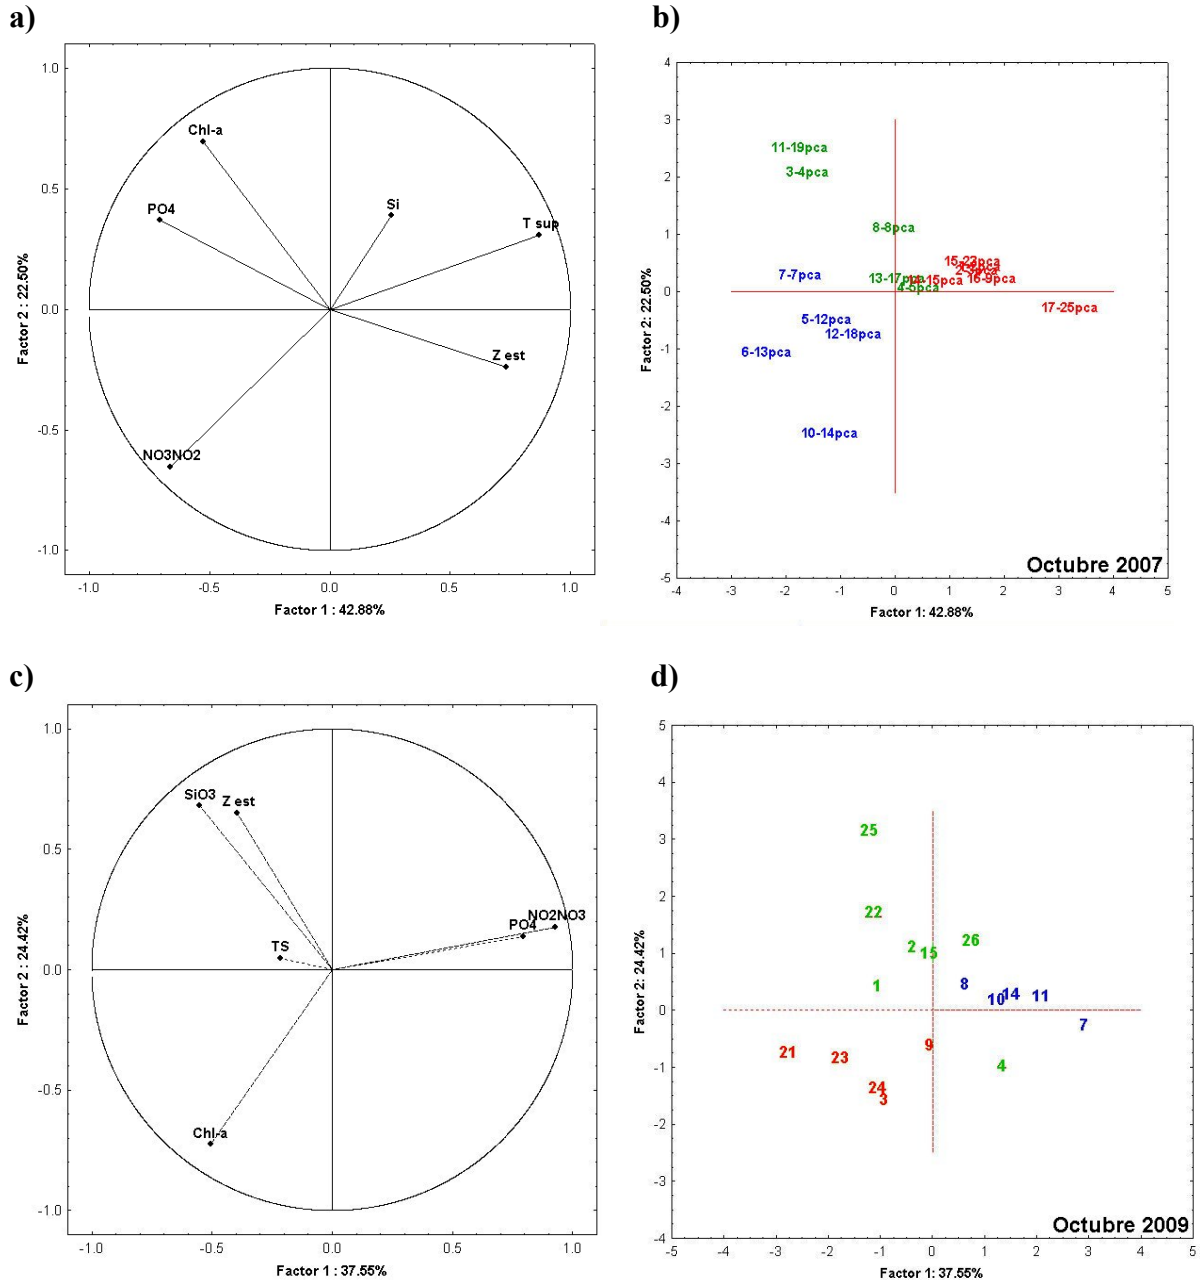 a)
1.0
0.5
0.0
-0.5
-1.0
Factor 2 : 22.50%
Chl-a
PO4
Si
T sup
Z est
NO3NO2
-1.0 -0.5 0.0 0.5 1.0
Factor 1 : 42.88%
b)
4
3
2
1
0
-1
-2
-3
-4
-5
Factor 2: 22.50%
11-19pca
3-4pca
8-8pca
7-7pca
13-17pca
4-5pca
15-23pca
16-9pca
17-25pca
5-12pca
12-18pca
6-13pca
10-14pca
Octubre 2007
-4 -3 -2 -1 0 1 2 3 4 5
Factor 1: 42.88%
c)
1.0
0.5
0.0
-0.5
-1.0
Factor 2 : 24.42%
SiO3
Z est
NO2NO3
PO4
TS
Chl-a
-1.0 -0.5 0.0 0.5 1.0
Factor 1 : 37.55%
d)
5
4
3
2
1
0
-1
-2
-3
-4
Factor 2: 24.42%
25
22
2
15
26
1
8
10
14
11
7
9
21
23
24
3
4
Octubre 2009
-5 -4 -3 -2 -1 0 1 2 3 4 5
Factor 1: 37.55%